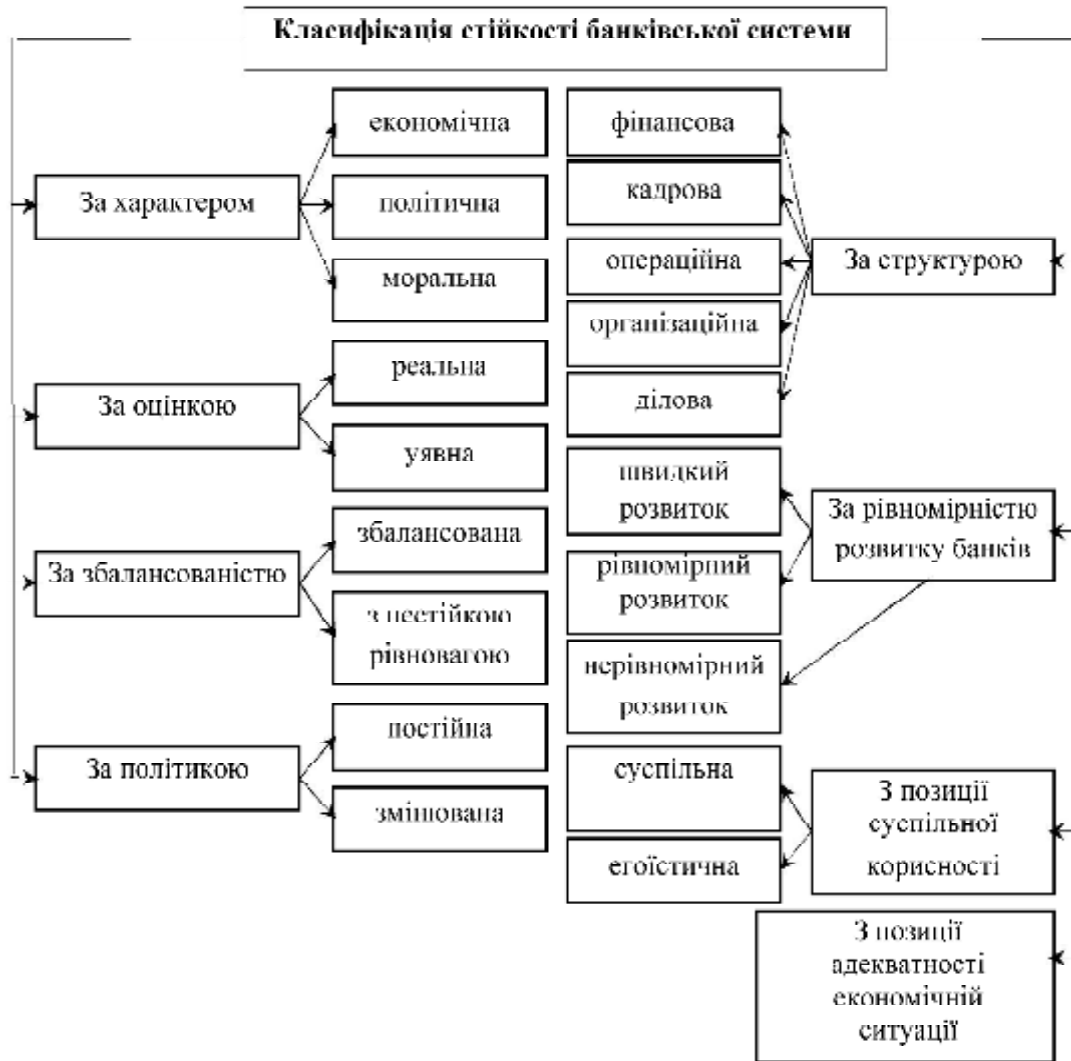 Класифікація стійкості банківської системи
За характером
економічна
політична
моральна
За оцінкою
реальна
уявна
За збалансованістю
збалансована
з нестійкою
рівновагою
За політикою
постійна
змінювана
фінансова
кадрова
операційна
організаційна
ділова
За структурою
швидкий
розвиток
рівномірний
розвиток
нерівномірний
розвиток
За рівномірністю
розвитку банків
суспільна
егоїстична
З позиції
суспільної
корисності
З позиції
адекватності
економічній
ситуації